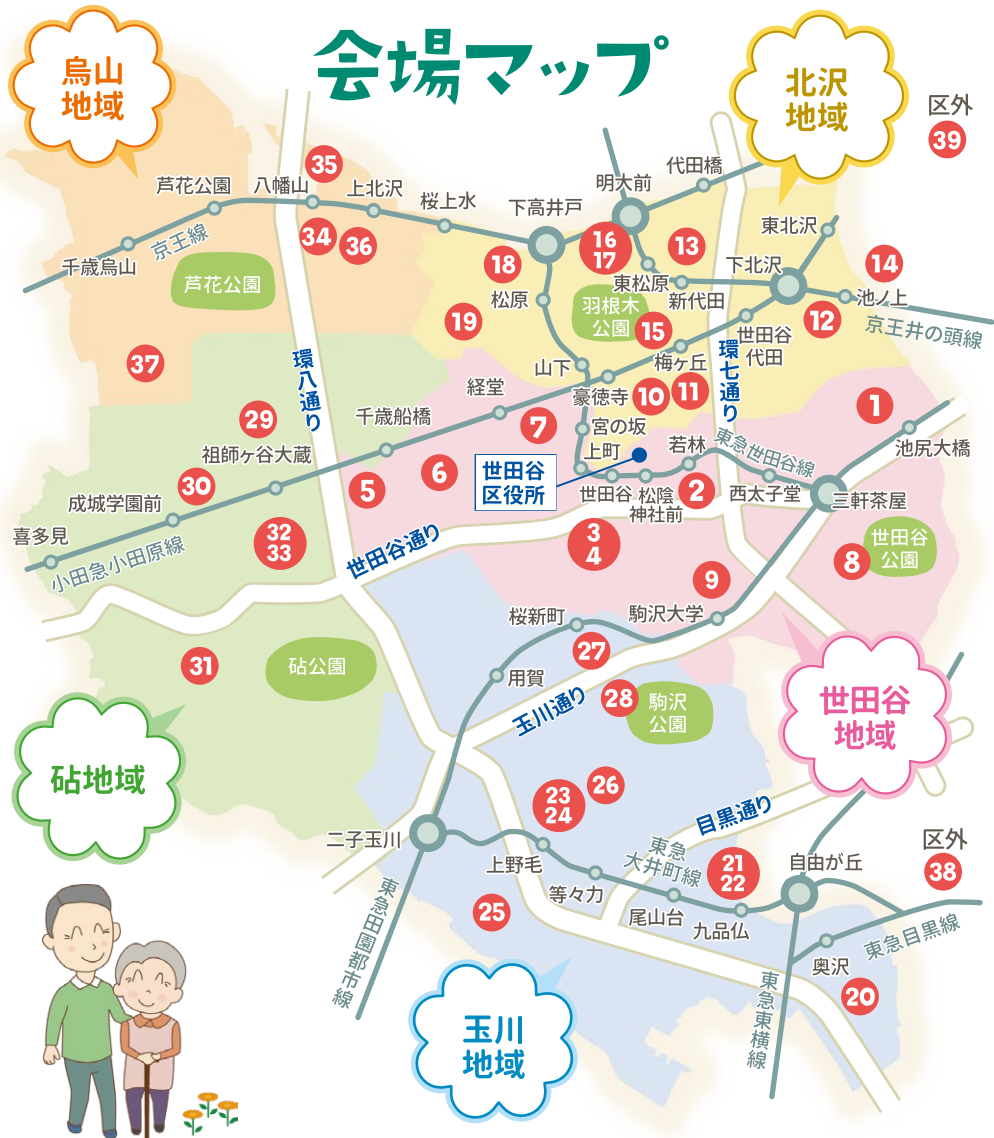 会場マップ
烏山
地域
北沢
地域
区外
39
35
芦花公園
八幡山
上北沢
桜上水
下高井戸
明大前
代田橋
千歳烏山
京王線
34
36
芦花公園
18
松原
16
17
13
東松原
新代田
下北沢
東北沢
14
池ノ上
京王井の頭線
19
羽根木
公園
15
12
世田谷
代田
梅ヶ丘
環七通り
37
環八通り
山下
豪徳寺
10
11
経堂
1
29
千歳船橋
7
宮の坂
上町
若林
東急世田谷線
池尻大橋
祖師ヶ谷大蔵
30
5
6
世田谷
区役所
世田谷
松陰
神社前
2
西太子堂
三軒茶屋
成城学園前
喜多見
小田急小田原線
32
33
世田谷通り
3
4
8
世田谷
公園
9
桜新町
駒沢大学
31
砧公園
27
用賀
玉川通り
28
駒沢
公園
世田谷
地域
砧地域
23
24
26
目黒通り
二子玉川
上野毛
東急
大井町線
21
22
自由が丘
区外
38
等々力
尾山台
九品仏
25
東急田園都市線
東急目黒線
奥沢
20
東急東横線
玉川
地域